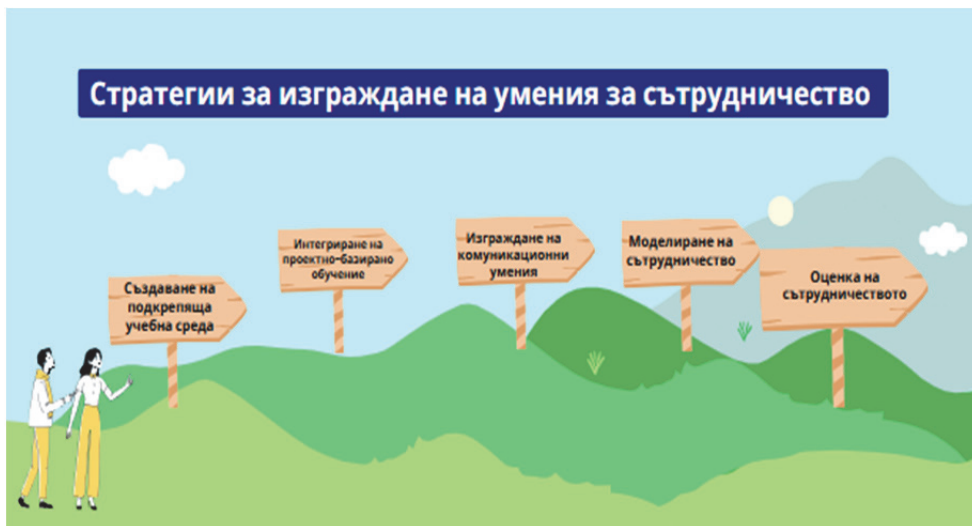 Стратегии за изграждане на умения за сътрудничество
Създаване на
подкрепяща
учебна среда
Интегриране на
проектно-базирано
обучение
Изграждане на
комуникационни
умения
Моделиране на
сътрудничество
Оценка на
сътрудничеството